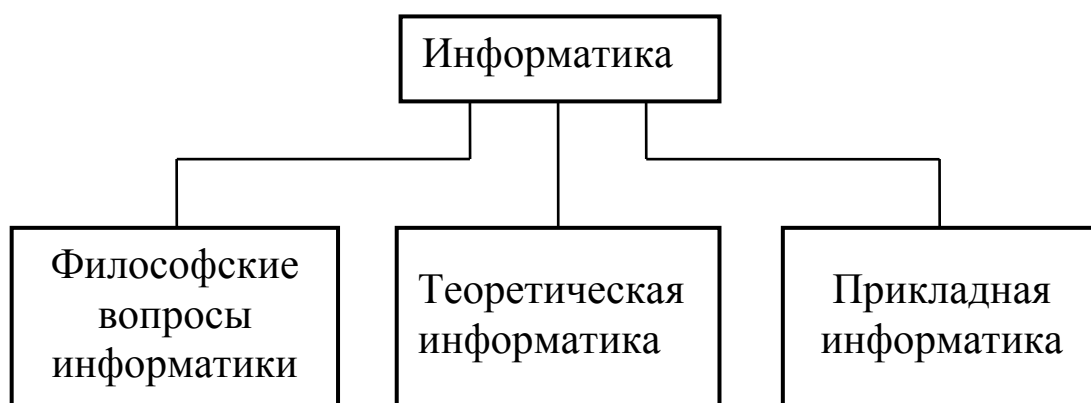 Информатика
Философские
вопросы
информатики
Теоретическая
информатика
Прикладная
информатика